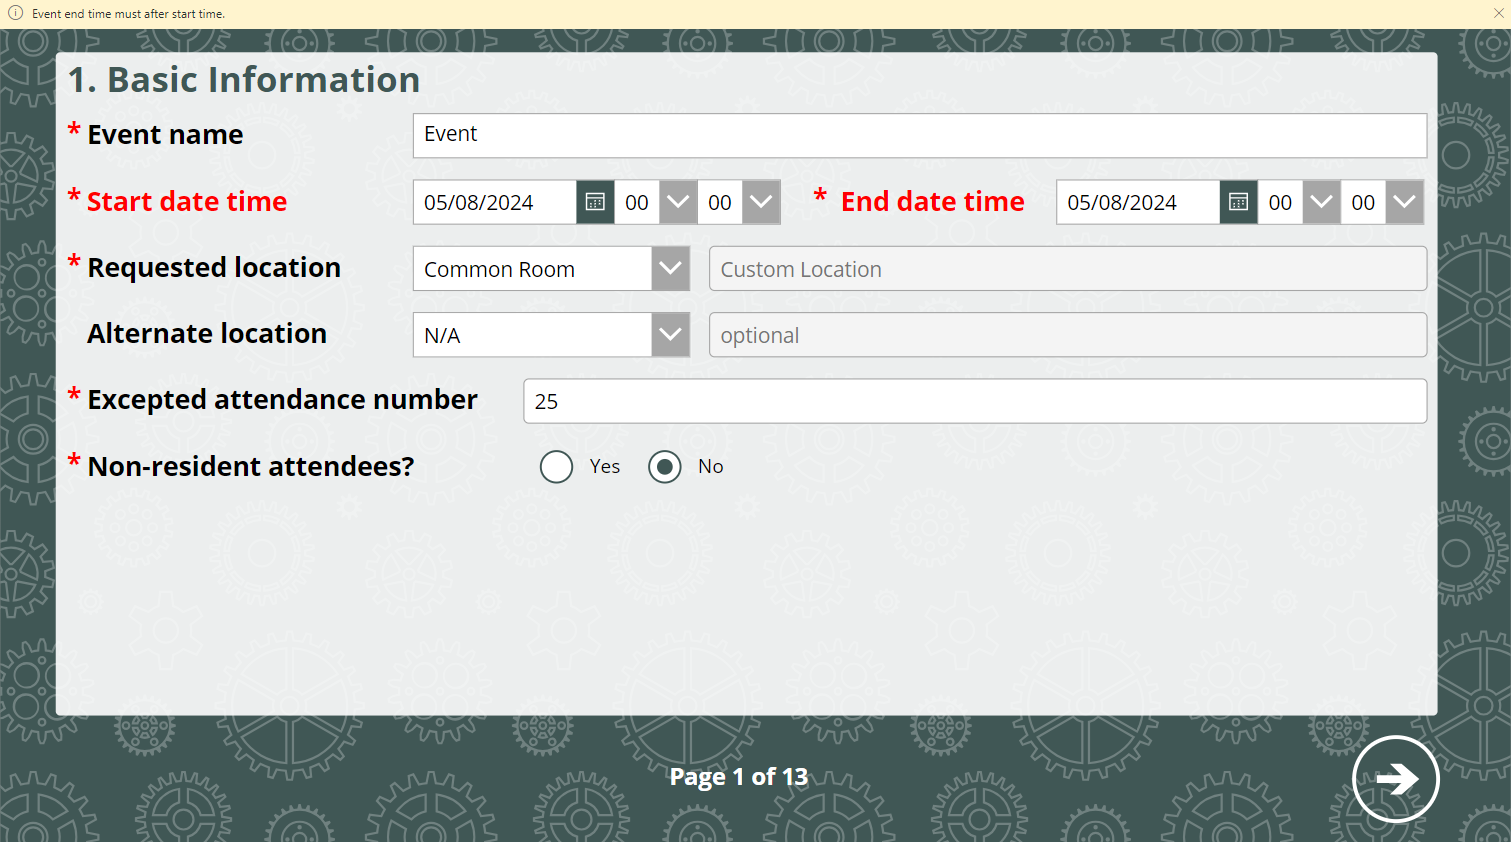 Event end time must after start time.
1. Basic Information
* Event name Event
* Start date time 05/08/2024 00 00 * End date time 05/08/2024 00 00
* Requested location Common Room Custom Location
Alternate location N/A optional
* Excepted attendance number 25
* Non-resident attendees? Yes No
Page 1 of 13